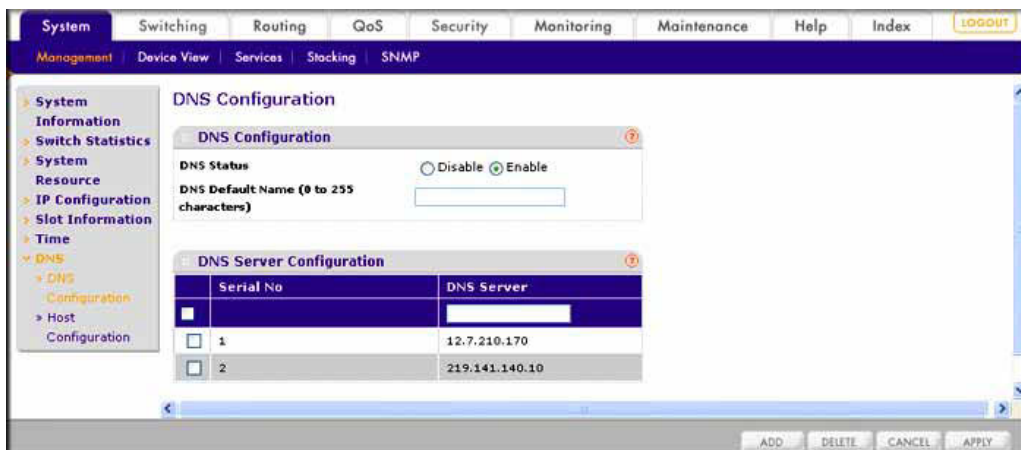 System Switching Routing QoS Security Monitoring Maintenance Help Index LOGOUT
Management Device View Services Stocking SNMP
System
Information
Switch Statistics
System
Resource
IP Configuration
Slot Information
Time
DNS
» DNS
Configuration
» Host
Configuration
DNS Configuration
DNS Configuration
DNS Status Disable Enable
DNS Default Name (0 to 255
characters)
DNS Server Configuration
Serial No DNS Server
1 12.7.210.170
2 219.141.140.10
ADD DELETE CANCEL APPLY